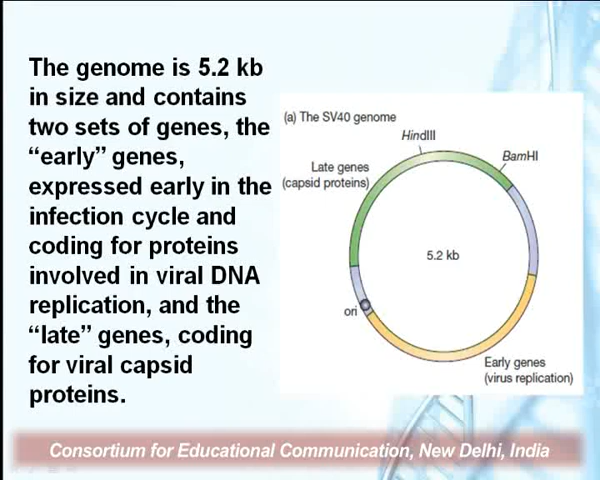 The genome is 5.2 kb
in size and contains
two sets of genes, the
“early” genes,
expressed early in the
infection cycle and
coding for proteins
involved in viral DNA
replication, and the
“late” genes, coding
for viral capsid
proteins.
(a) The SV40 genome
HindIII
BamHI
Late genes
(capsid proteins)
5.2 kb
ori
Early genes
(virus replication)
Consortium for Educational Communication, New Delhi, India